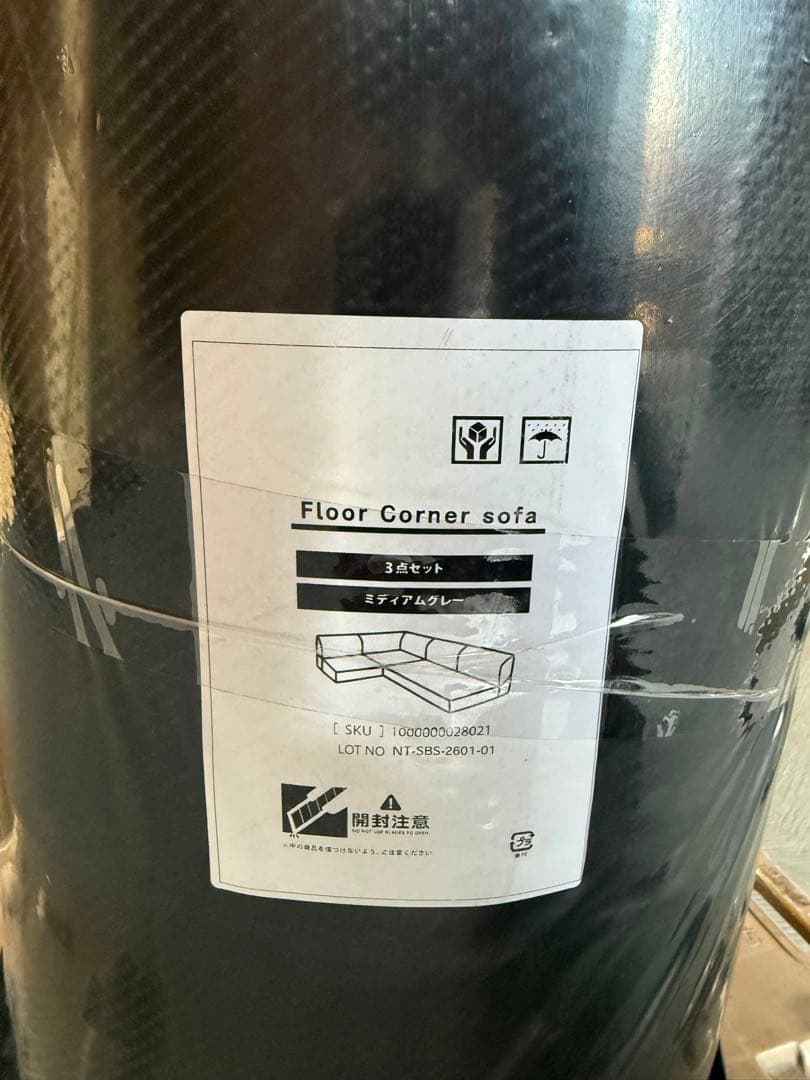 Floor Corner sofa
3点セット
ミディアムグレー
[ SKU ] 1000000028021
LOT NO NT-SBS-2601-01
開封注意
DO NOT USE BLADES TO OPEN
※中の商品を傷つけないよう、ご注意ください
プラ